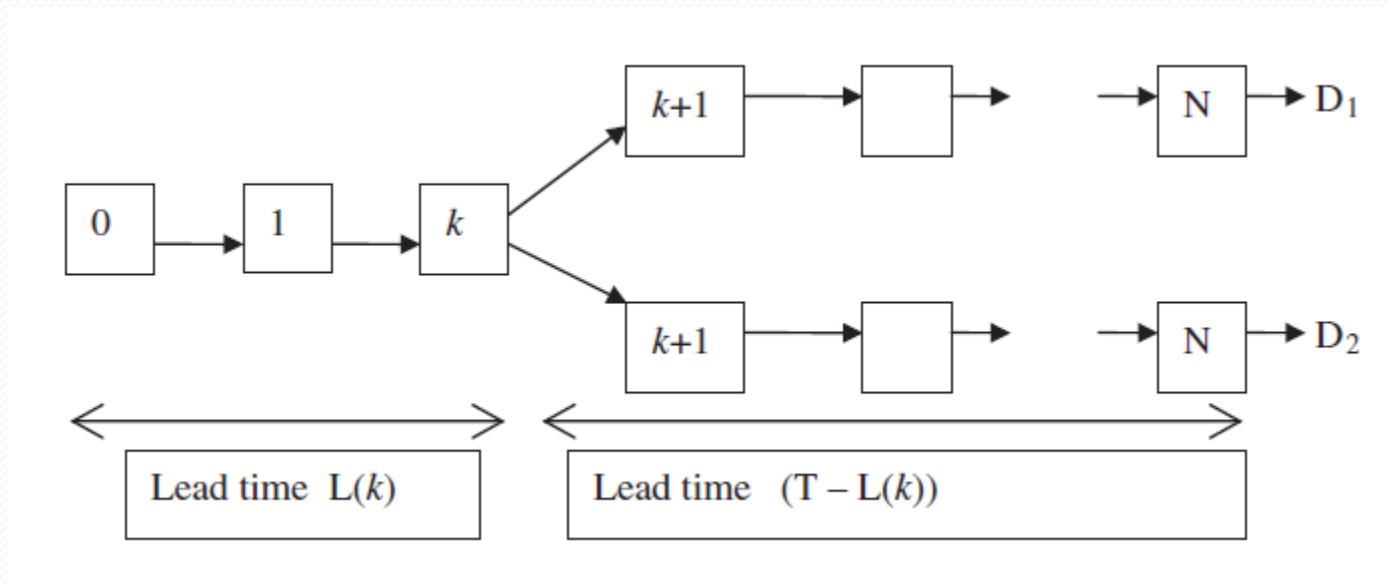 k+1
N
D₁
0
1
k
k+1
N
D₂
Lead time L(k)
Lead time (T – L(k))